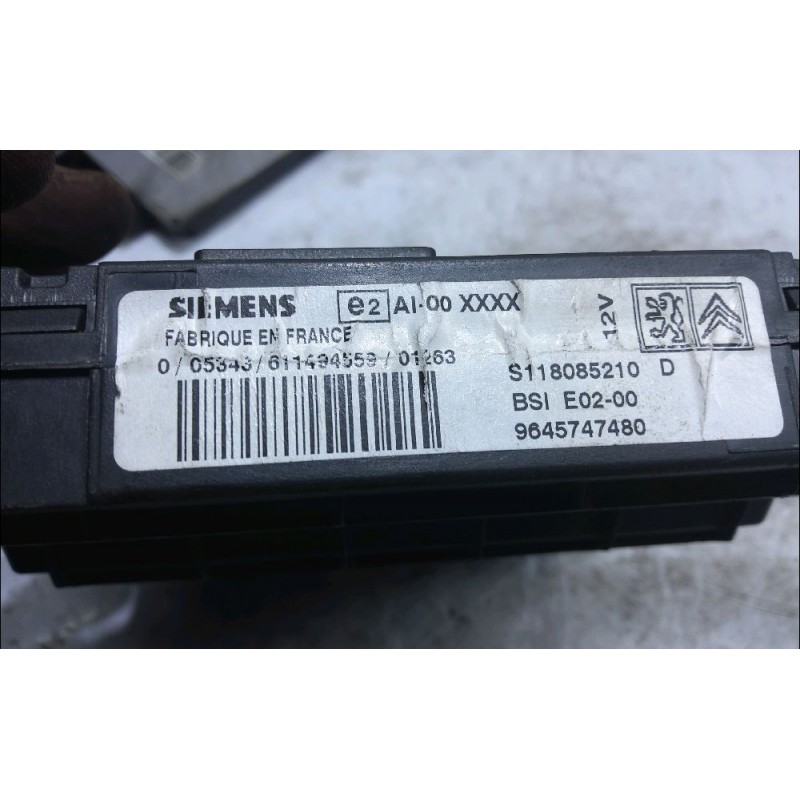 SIEMENS e2 AI-00 XXXX
FABRIQUE EN FRANCE
0 / 05343 / 611494559 / 01263
12V
S118085210 D
BSI E02-00
9645747480